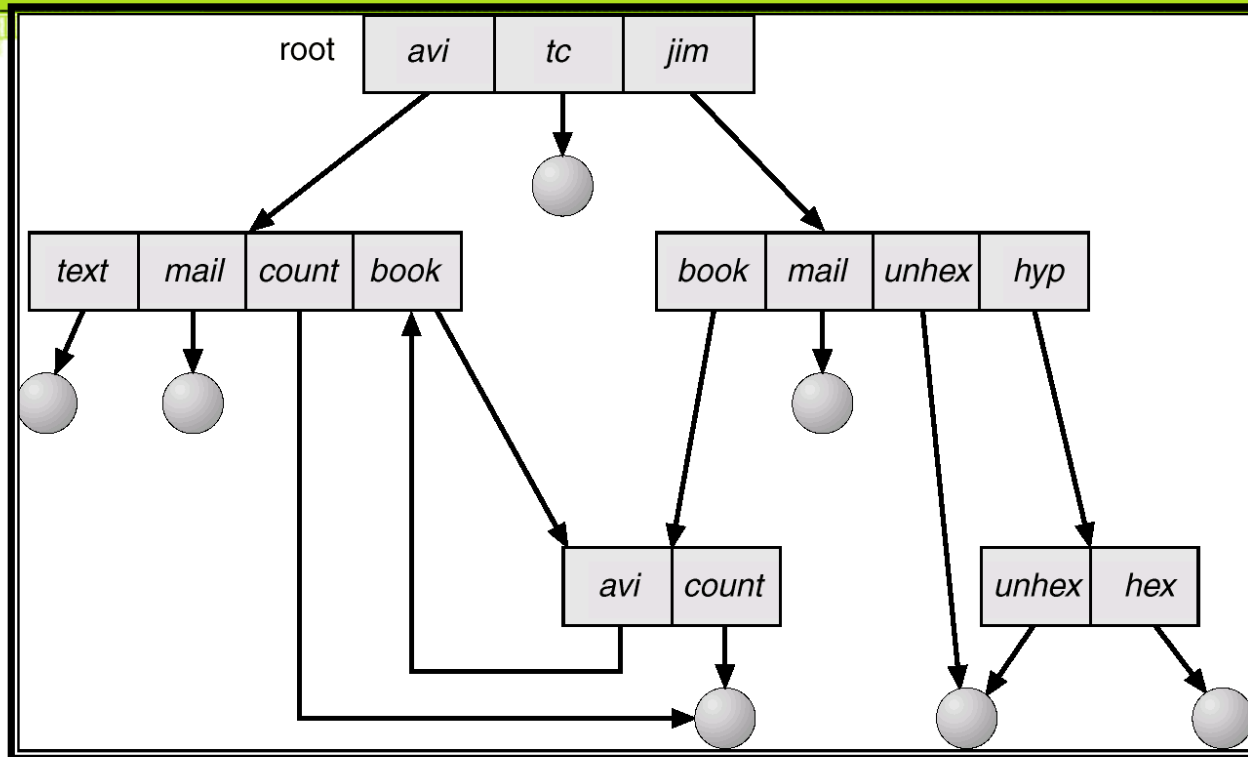 root avi tc jim
text mail count book book mail unhex hyp
avi count unhex hex